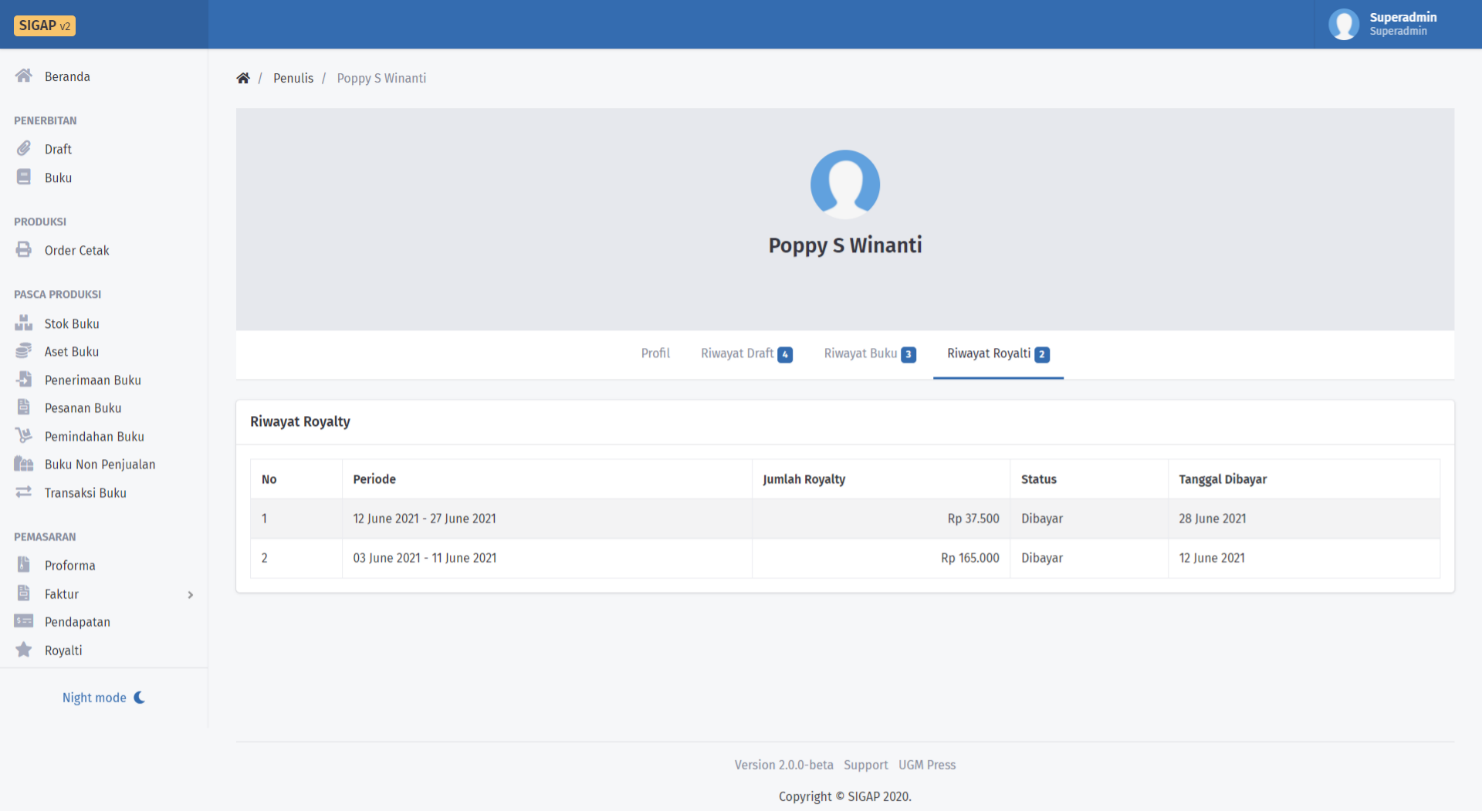 SIGAP v2
Superadmin
Superadmin
Beranda
PENERBITAN
Draft
Buku
PRODUKSI
Order Cetak
PASCA PRODUKSI
Stok Buku
Aset Buku
Penerimaan Buku
Pesanan Buku
Pemindahan Buku
Buku Non Penjualan
Transaksi Buku
PEMASARAN
Proforma
Faktur
Pendapatan
Royalti
Night mode
/ Penulis / Poppy S Winanti
Poppy S Winanti
Profil Riwayat Draft 4 Riwayat Buku 3 Riwayat Royalti 2
Riwayat Royalty
No Periode Jumlah Royalty Status Tanggal Dibayar
1 12 June 2021 - 27 June 2021 Rp 37.500 Dibayar 28 June 2021
2 03 June 2021 - 11 June 2021 Rp 165.000 Dibayar 12 June 2021
Version 2.0.0-beta Support UGM Press
Copyright © SIGAP 2020.